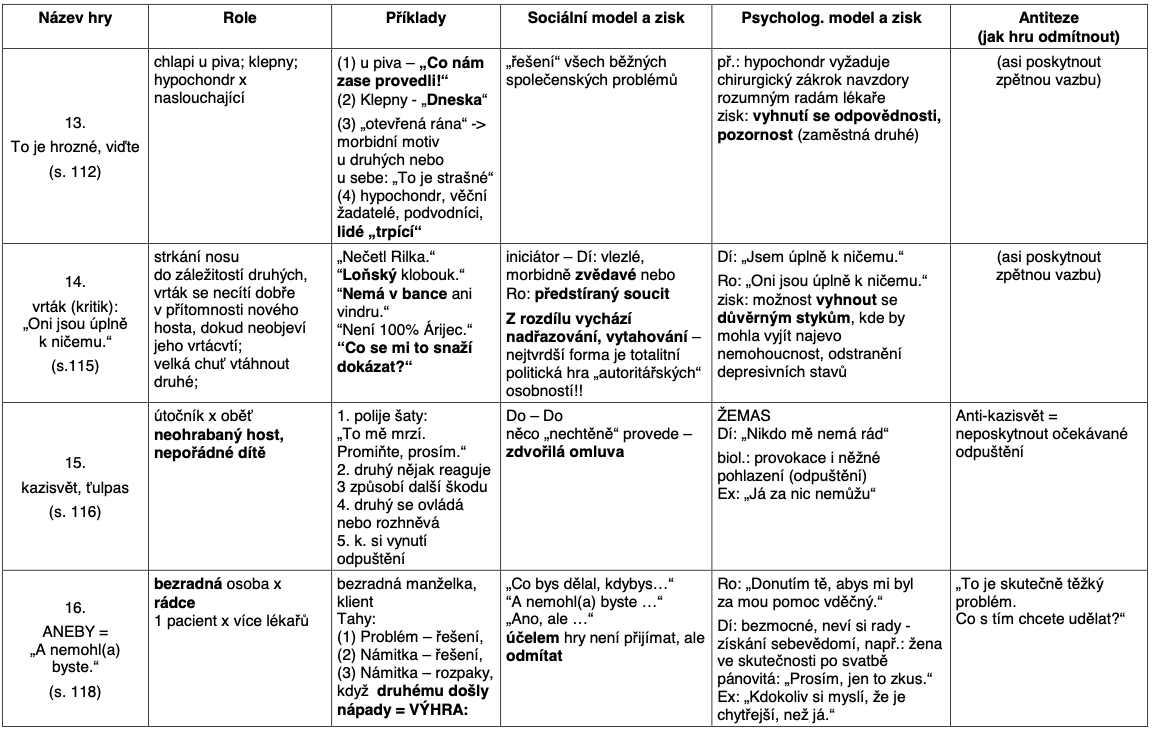 Název hry
Role
Příklady
Sociální model a zisk
Psycholog. model a zisk
Antiteze
(jak hru odmítnout)
13.
To je hrozné, viďte
(s. 112)
chlapi u piva; klepny;
hypochondr x
naslouchající
(1) u piva – „Co nám
zase provedli!“
(2) Klepny - „Dneska“
(3) „otevřená rána“ ->
morbidní motiv
u druhých nebo
u sebe: „To je strašné“
(4) hypochondr, věční
žadatelé, podvodníci,
lidé „trpící“
„řešení“ všech běžných
společenských problémů
př.: hypochondr vyžaduje
chirurgický zákrok navzdory
rozumným radám lékaře
zisk: vyhnutí se odpovědnosti,
pozornost (zaměstná druhé)
(asi poskytnout
zpětnou vazbu)
14.
vrták (kritik):
„Oni jsou úplně
k ničemu.“
(s.115)
strkání nosu
do záležitostí druhých,
vrták se necítí dobře
v přítomnosti nového
hosta, dokud neobjeví
jeho vrtácvtí;
velká chuť vtáhnout
druhé;
„Nečetl Rilka.“
“Loňský klobouk.“
“Nemá v bance ani
vindru.“
“Není 100% Árijec.“
“Co se mi to snaží
dokázat?“
iniciátor – Dí: vlezlé,
morbidně zvědavé nebo
Ro: předstíraný soucit
Z rozdílu vychází
nadřazování, vytahování –
nejtvrdší forma je totalitní
politická hra „autoritářských“
osobností!!
Dí: „Jsem úplně k ničemu.“
Ro: „Oni jsou úplně k ničemu.“
zisk: možnost vyhnout se
důvěrným stykům, kde by
mohla vyjít najevo
nemohoucnost, odstranění
depresivních stavů
(asi poskytnout
zpětnou vazbu)
15.
kazisvět, ťulpas
(s. 116)
útočník x oběť
neohrabaný host,
nepořádné dítě
1. polije šaty:
„To mě mrzí.
Promiňte, prosím.“
2. druhý nějak reaguje
3 způsobí další škodu
4. druhý se ovládá
nebo rozhněvá
5. k. si vynutí
odpuštění
Do – Do
něco „nechtěně“ provede –
zdvořilá omluva
ŽEMAS
Dí: „Nikdo mě nemá rád“
biol.: provokace i něžné
pohlazení (odpuštění)
Ex: „Já za nic nemůžu“
Anti-kazisvět =
neposkytnout očekávané
odpuštění
16.
ANEBY =
„A nemohl(a)
byste.“
(s. 118)
bezradná osoba x
rádce
1 pacient x více lékařů
bezradná manželka,
klient
Tahy:
(1) Problém – řešení,
(2) Námitka – řešení,
(3) Námitka – rozpaky,
když druhému došly
nápady = VÝHRA:
„Co bys dělal, kdybys…“
“A nemohl(a) byste …“
„Ano, ale …“
účelem hry není přijímat, ale
odmítat
Ro: „Donutím tě, abys mi byl
za mou pomoc vděčný.“
Dí: bezmocné, neví si rady -
získání sebevědomí, např.: žena
ve skutečnosti po svatbě
pánovitá: „Prosím, jen to zkus.“
Ex: „Kdokoliv si myslí, že je
chytřejší, než já.“
„To je skutečně těžký
problém.
Co s tím chcete udělat?“